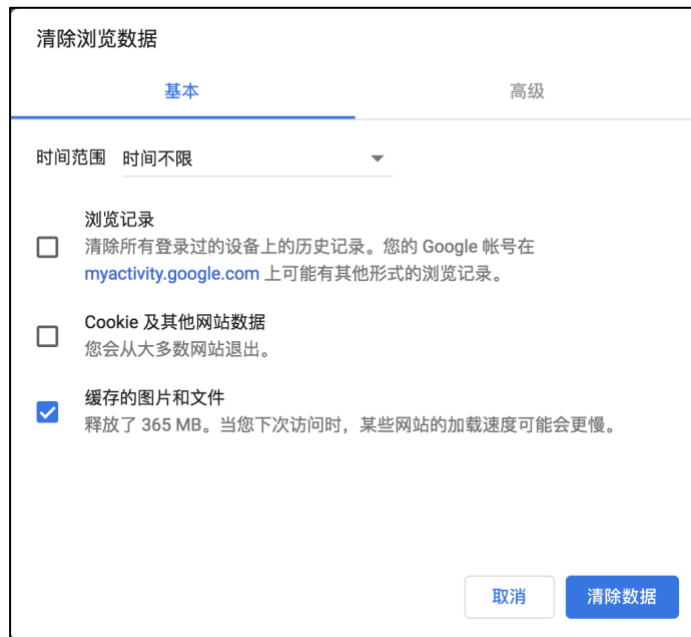 清除浏览数据
基本
高级
时间范围 时间不限
浏览记录
清除所有登录过的设备上的历史记录。您的 Google 帐号在
myactivity.google.com 上可能有其他形式的浏览记录。
Cookie 及其他网站数据
您会从大多数网站退出。
缓存的图片和文件
释放了 365 MB。当您下次访问时，某些网站的加载速度可能会更慢。
取消
清除数据